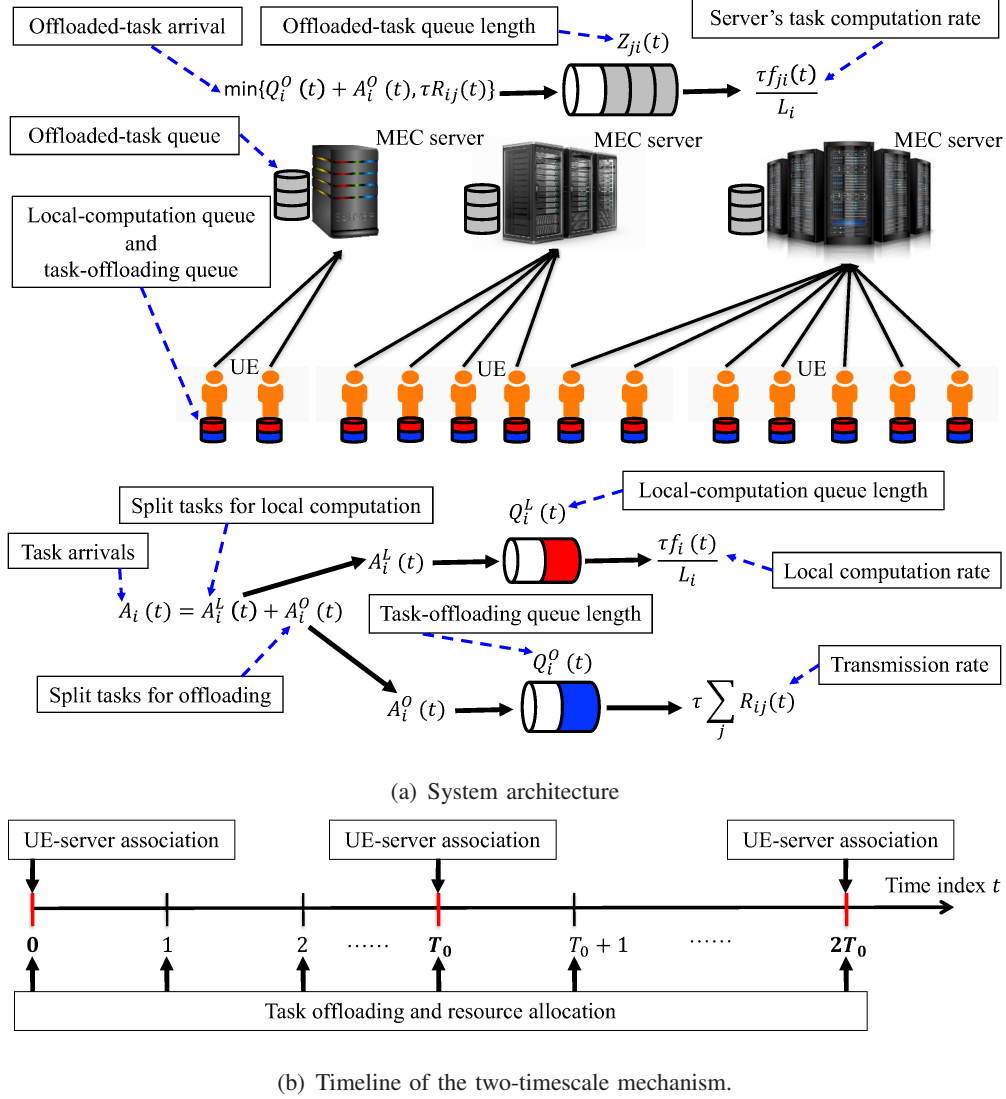 Offloaded-task arrival
Offloaded-task queue length
Server's task computation rate
Z_{ji}(t)
min{Q_i^O (t) + A_i^O (t), τR_{ij}(t)}
τf_{ji}(t)
L_i
Offloaded-task queue
MEC server
MEC server
MEC server
Local-computation queue
and
task-offloading queue
UE
UE
UE
Split tasks for local computation
Local-computation queue length
Q_i^L (t)
Task arrivals
A_i^L (t)
τf_i (t)
L_i
Local computation rate
A_i (t) = A_i^L (t) + A_i^O (t)
Task-offloading queue length
Q_i^O (t)
Transmission rate
Split tasks for offloading
A_i^O (t)
τ ∑_j R_{ij}(t)
(a) System architecture
UE-server association
UE-server association
UE-server association
Time index t
0 1 2 ······ T_0 T_0 + 1 ······ 2T_0
Task offloading and resource allocation
(b) Timeline of the two-timescale mechanism.